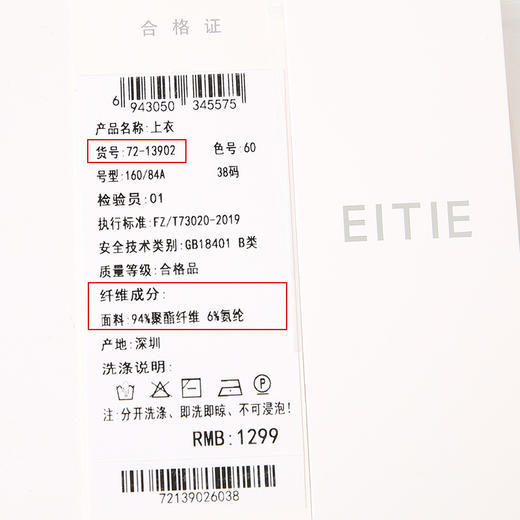 合格证
6 943050 345575
产品名称:上衣
货号:72-13902 色号:60
号型:160/84A 38码
检验员:01
执行标准:FZ/T73020-2019
安全技术类别:GB18401 B类
质量等级:合格品
纤维成分:
面料:94%聚酯纤维 6%氨纶
产地:深圳
洗涤说明:
P
注:分开洗涤、即洗即晾、不可浸泡!
RMB:1299
72139026038
EITIE